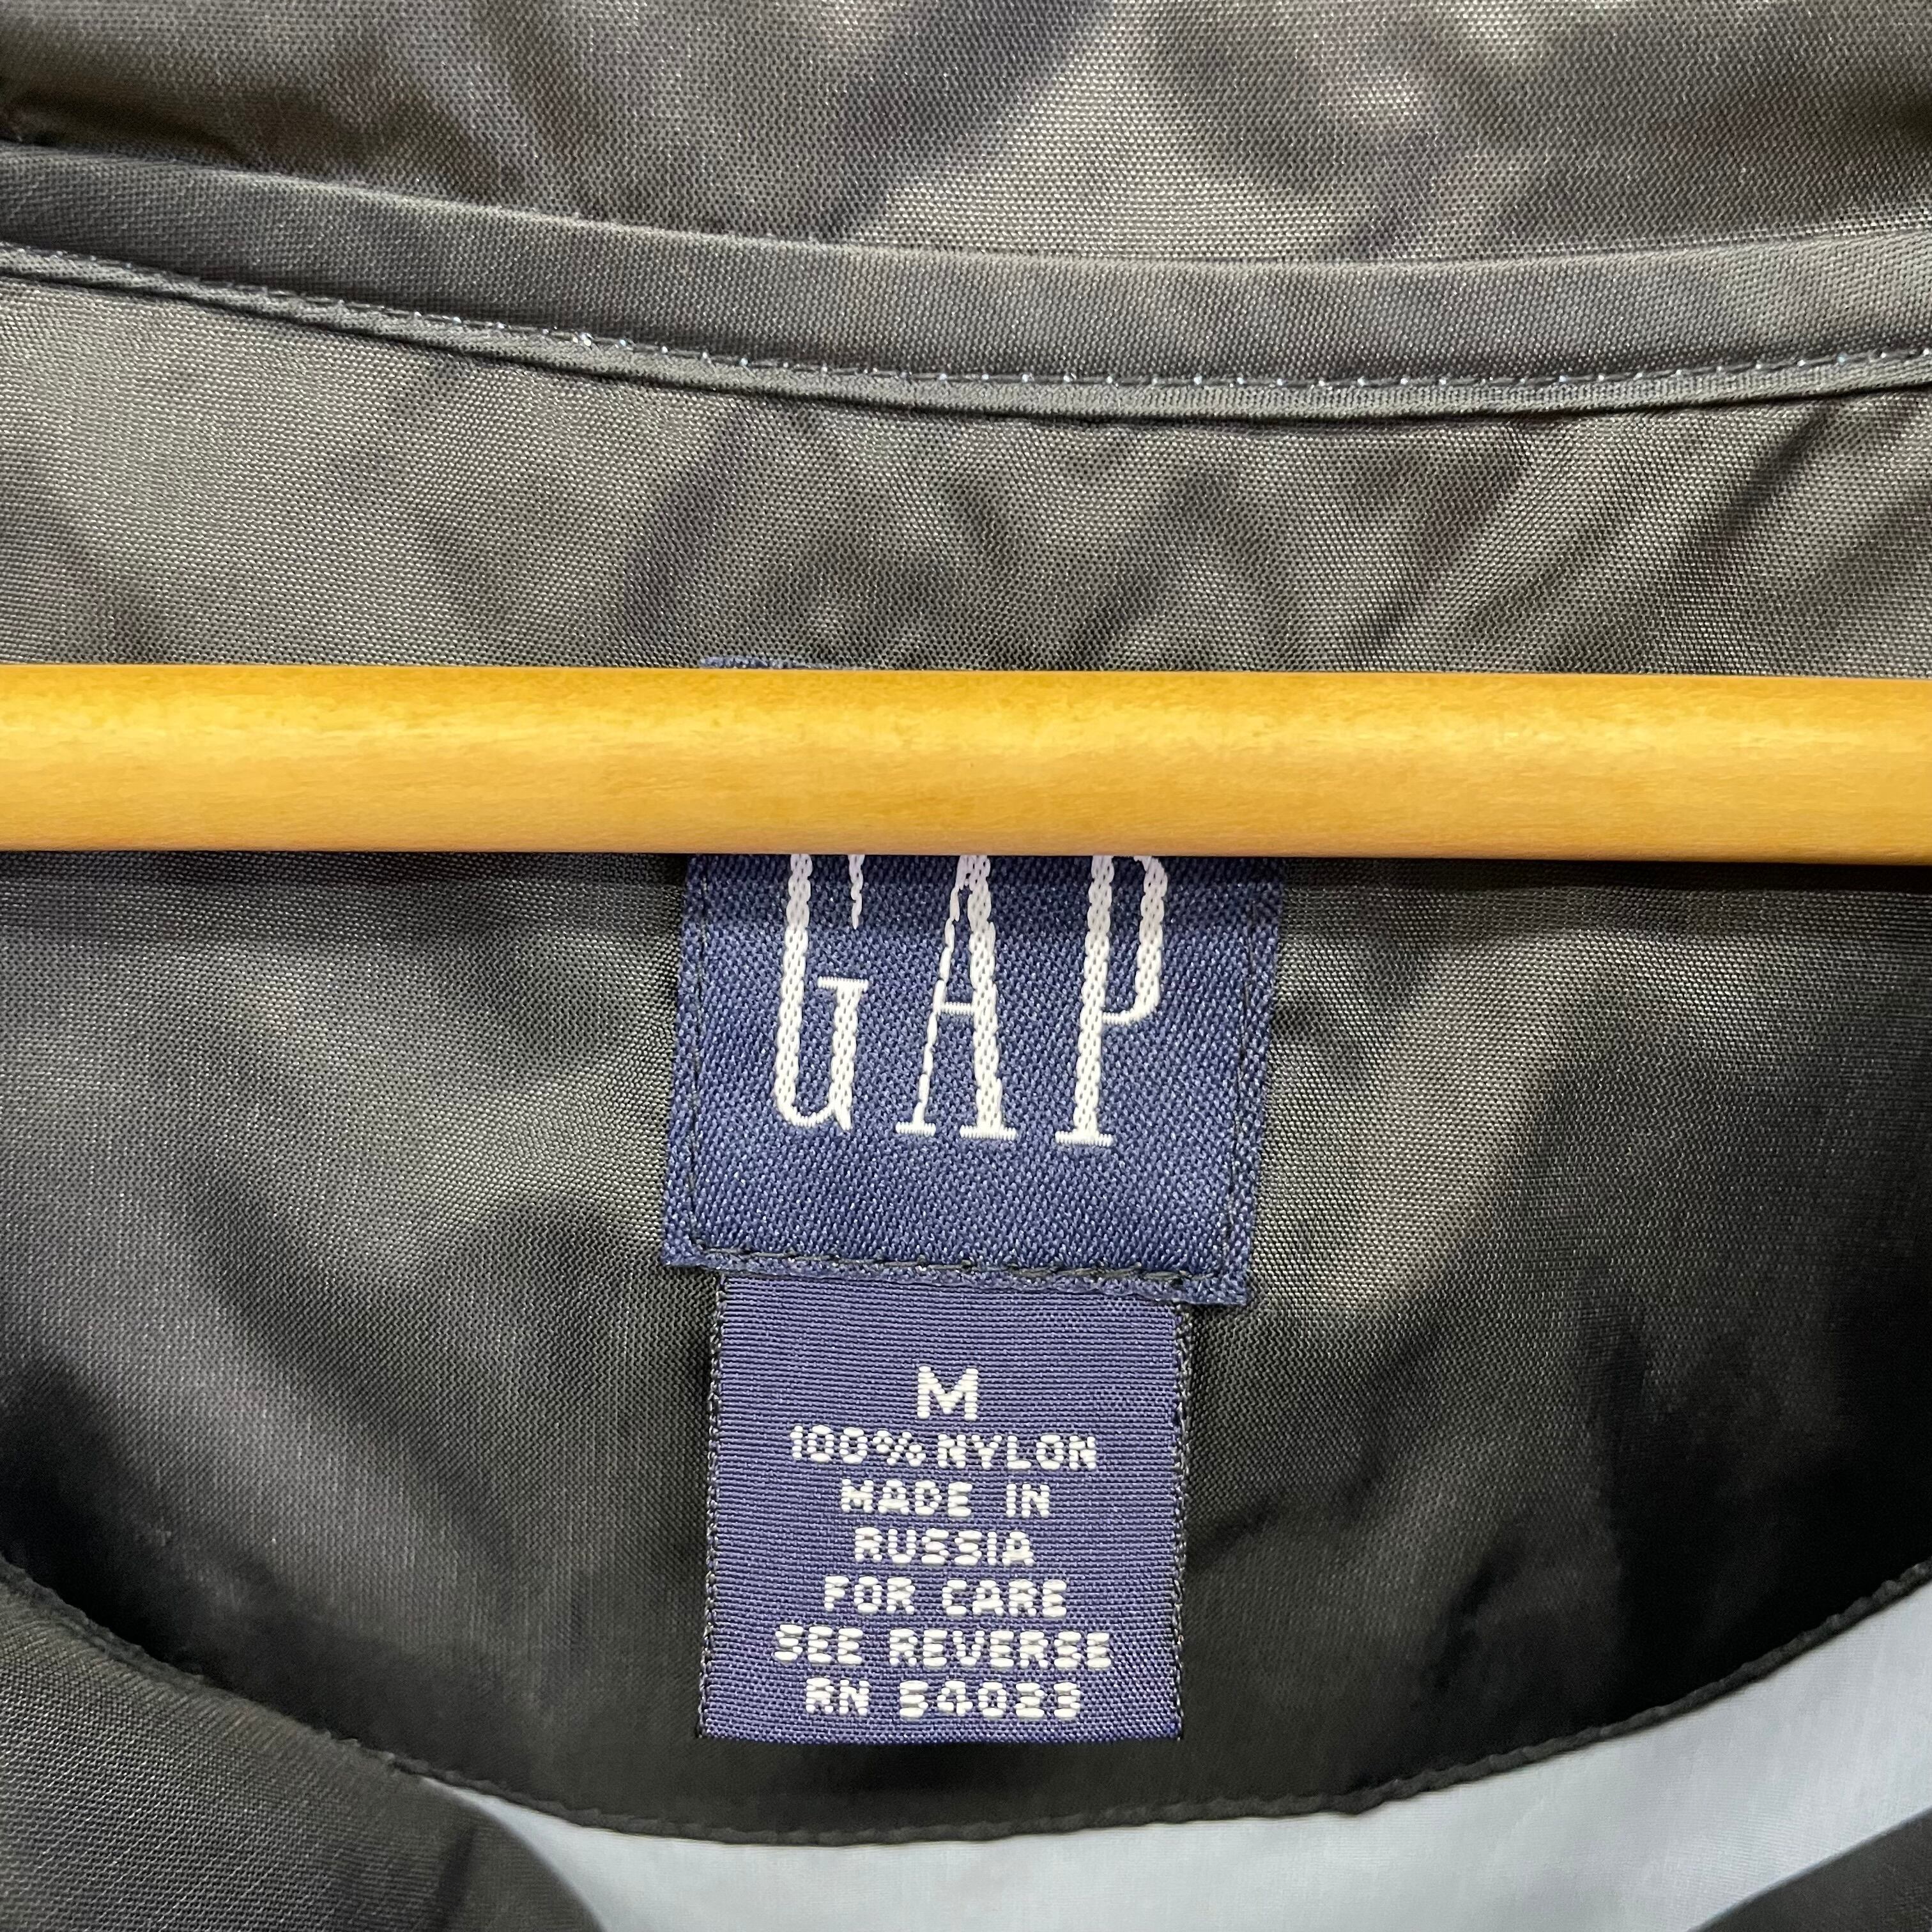 GAP
M
100% NYLON
MADE IN
RUSSIA
FOR CARE
SEE REVERSE
RN 54023